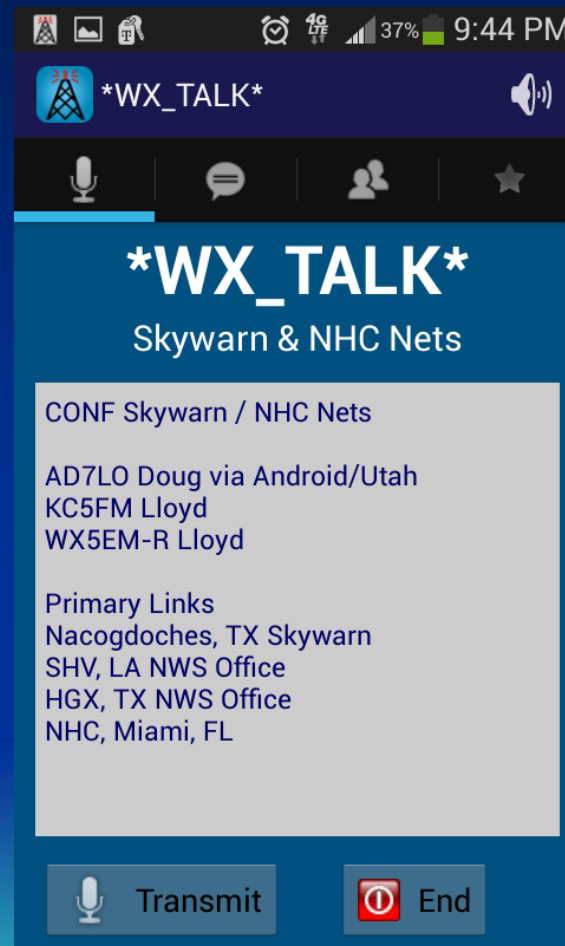 4G LTE 37% 9:44 PM
*WX_TALK*
*WX_TALK*
Skywarn & NHC Nets
CONF Skywarn / NHC Nets
AD7LO Doug via Android/Utah
KC5FM Lloyd
WX5EM-R Lloyd
Primary Links
Nacogdoches, TX Skywarn
SHV, LA NWS Office
HGX, TX NWS Office
NHC, Miami, FL
Transmit End